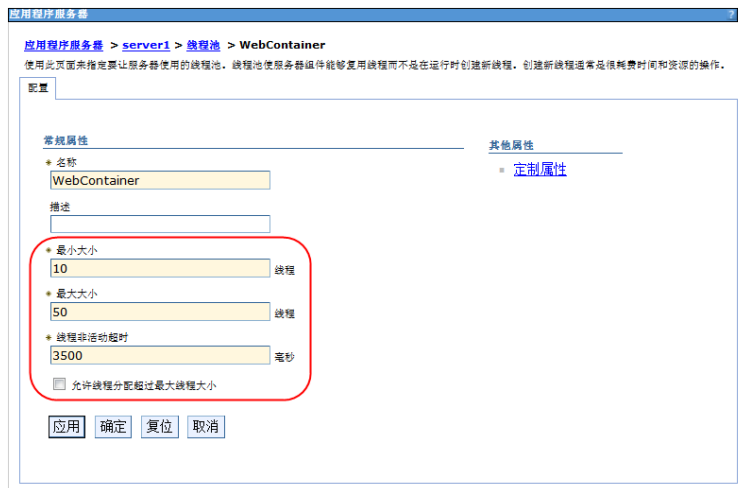 应用程序服务器 ?
应用程序服务器 > server1 > 线程池 > WebContainer
使用此页面来指定要让服务器使用的线程池。线程池使服务器组件能够复用线程而不是在运行时创建新线程。创建新线程通常是很耗费时间和资源的操作。
配置
常规属性
其他属性
* 名称
WebContainer
定制属性
描述
* 最小大小
10 线程
* 最大大小
50 线程
* 线程非活动超时
3500 毫秒
允许线程分配超过最大线程大小
应用 确定 复位 取消